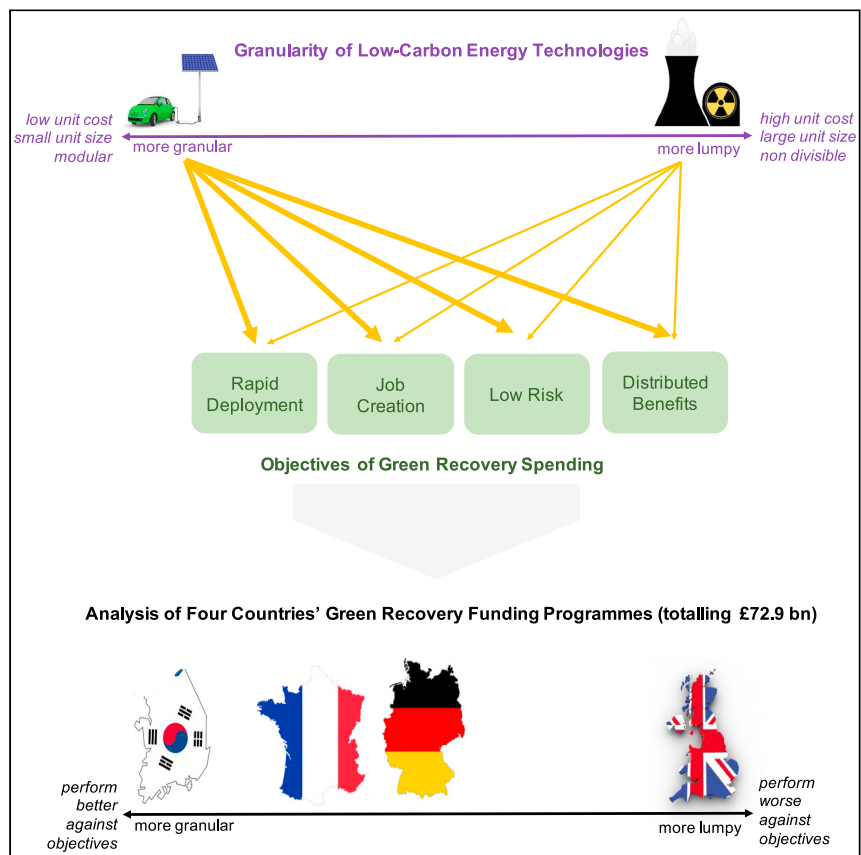 Granularity of Low-Carbon Energy Technologies
low unit cost
small unit size
modular
high unit cost
large unit size
non divisible
more granular
more lumpy
Rapid
Deployment
Job
Creation
Low Risk
Distributed
Benefits
Objectives of Green Recovery Spending
Analysis of Four Countries' Green Recovery Funding Programmes (totalling £72.9 bn)
perform
better
against
objectives
perform
worse
against
objectives
more granular
more lumpy